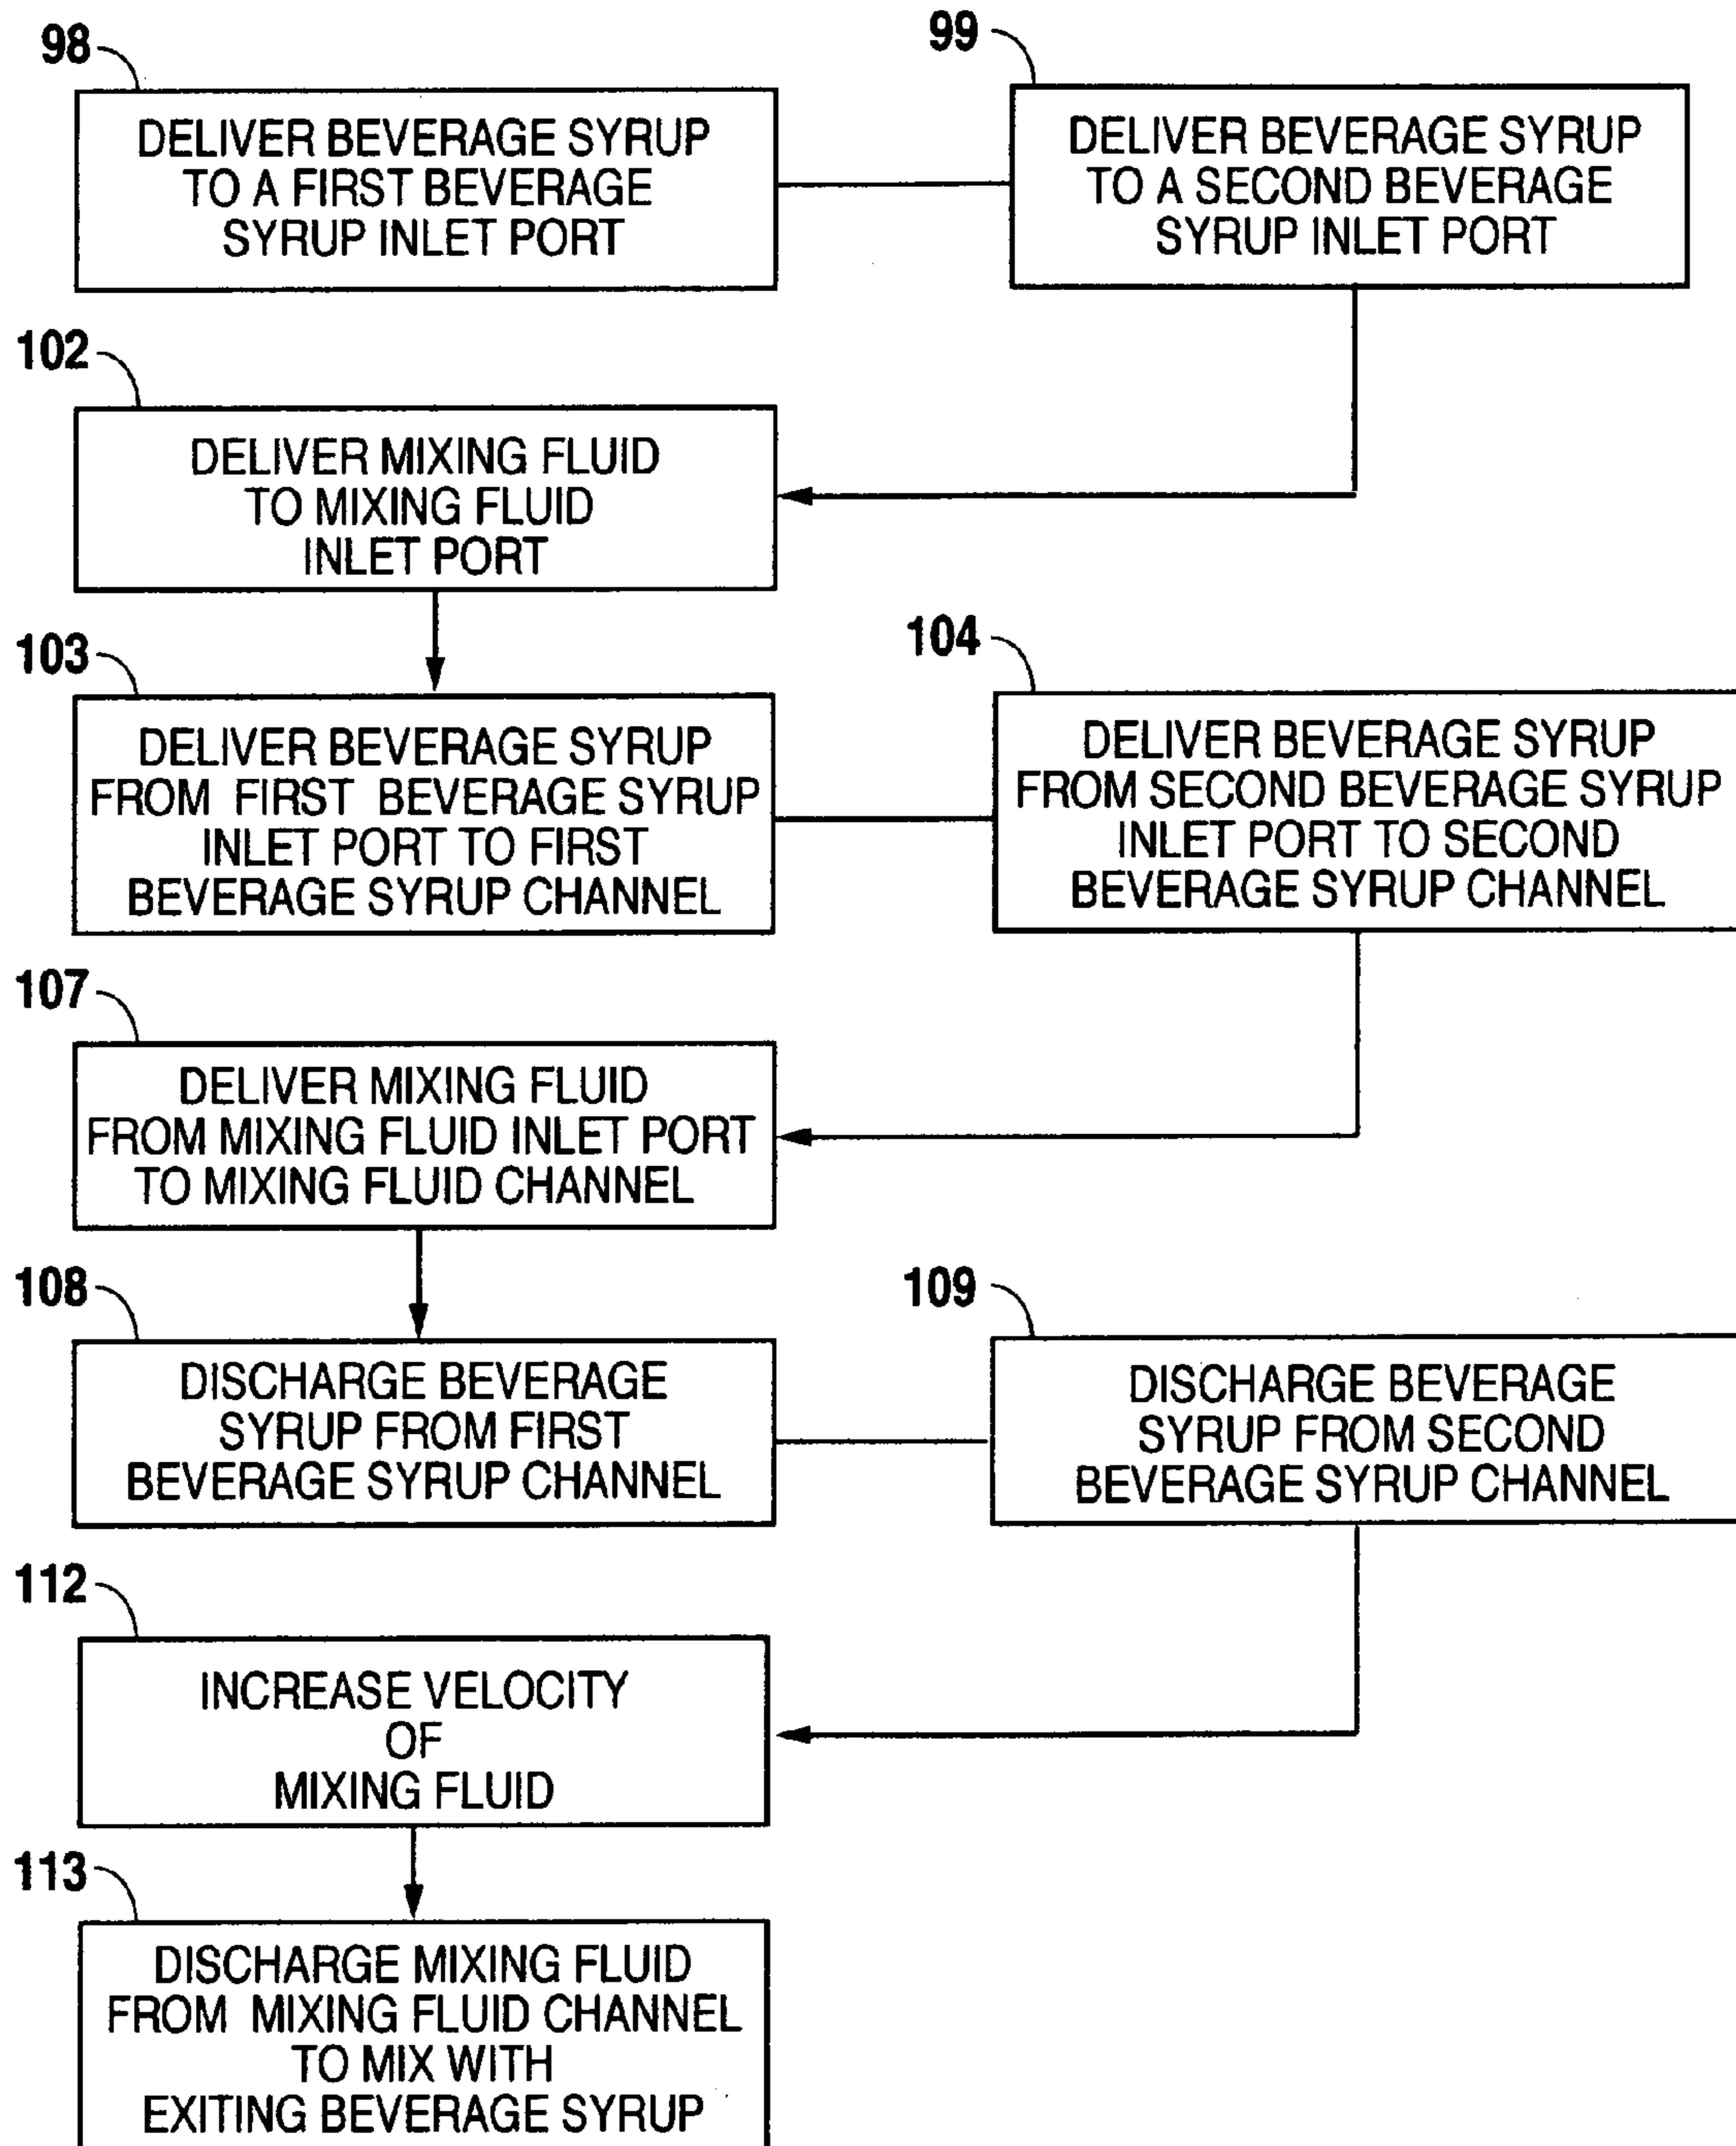 98
DELIVER BEVERAGE SYRUP
TO A FIRST BEVERAGE
SYRUP INLET PORT
99
DELIVER BEVERAGE SYRUP
TO A SECOND BEVERAGE
SYRUP INLET PORT
102
DELIVER MIXING FLUID
TO MIXING FLUID
INLET PORT
103
DELIVER BEVERAGE SYRUP
FROM FIRST BEVERAGE SYRUP
INLET PORT TO FIRST
BEVERAGE SYRUP CHANNEL
104
DELIVER BEVERAGE SYRUP
FROM SECOND BEVERAGE SYRUP
INLET PORT TO SECOND
BEVERAGE SYRUP CHANNEL
107
DELIVER MIXING FLUID
FROM MIXING FLUID INLET PORT
TO MIXING FLUID CHANNEL
108
DISCHARGE BEVERAGE
SYRUP FROM FIRST
BEVERAGE SYRUP CHANNEL
109
DISCHARGE BEVERAGE
SYRUP FROM SECOND
BEVERAGE SYRUP CHANNEL
112
INCREASE VELOCITY
OF
MIXING FLUID
113
DISCHARGE MIXING FLUID
FROM MIXING FLUID CHANNEL
TO MIX WITH
EXITING BEVERAGE SYRUP